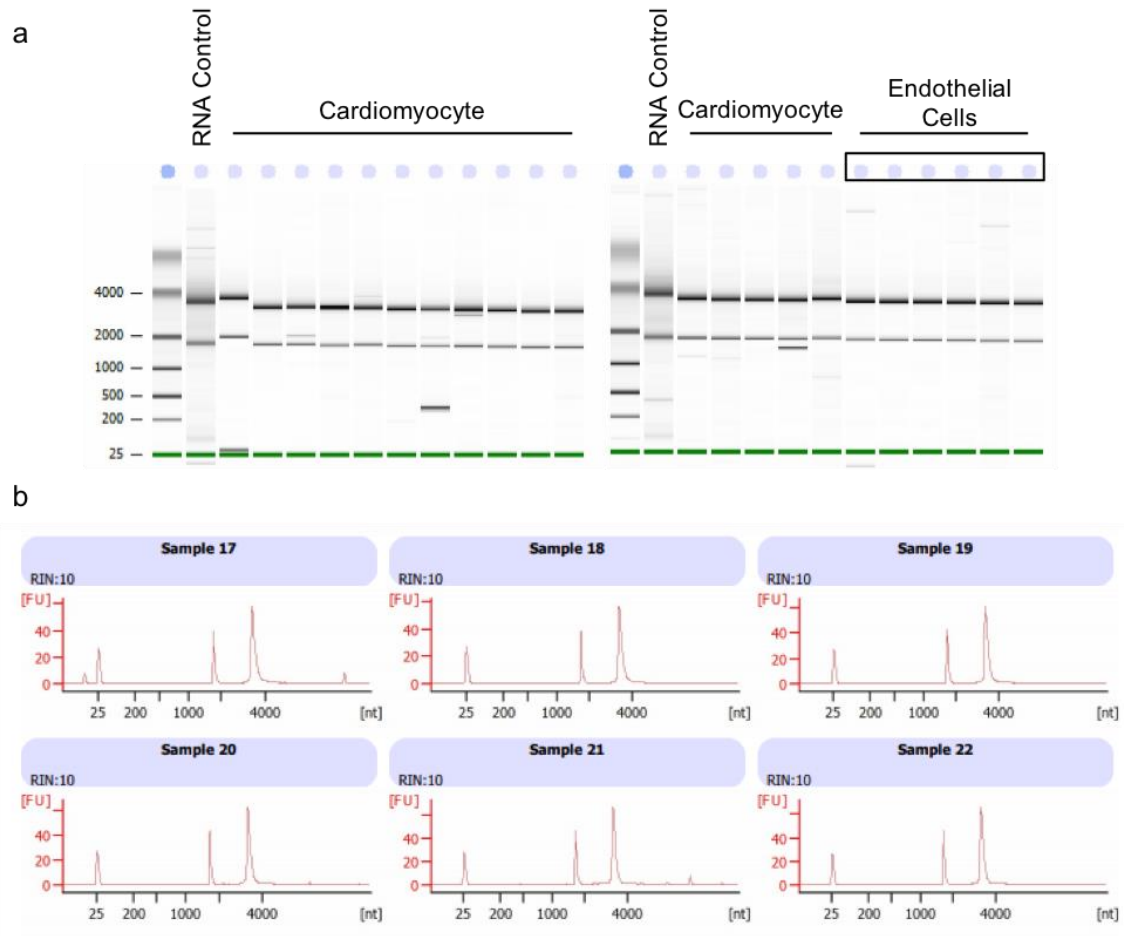 a
RNA Control
Cardiomyocyte
RNA Control
Cardiomyocyte
Endothelial
Cells
4000
2000
1000
500
200
25
b
Sample 17
RIN:10
[FU]
40
20
0
25 200 1000 4000 [nt]
Sample 18
RIN:10
[FU]
40
20
0
25 200 1000 4000 [nt]
Sample 19
RIN:10
[FU]
40
20
0
25 200 1000 4000 [nt]
Sample 20
RIN:10
[FU]
40
20
0
25 200 1000 4000 [nt]
Sample 21
RIN:10
[FU]
40
20
0
25 200 1000 4000 [nt]
Sample 22
RIN:10
[FU]
40
20
0
25 200 1000 4000 [nt]